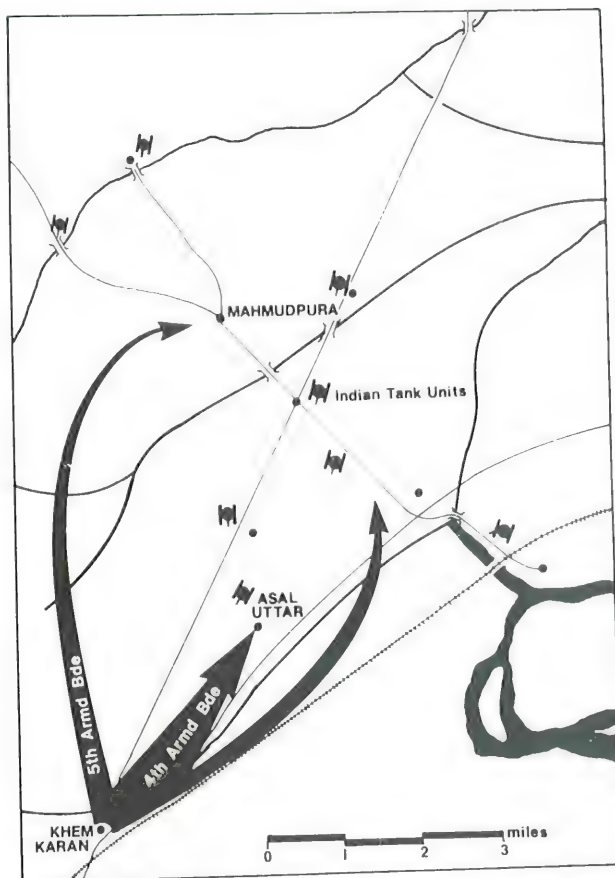 MAHMUDPURA
Indian Tank Units
ASAL
UTTAR
5th Armd Bde
4th Armd Bde
KHEM
KARAN
miles
0 1 2 3